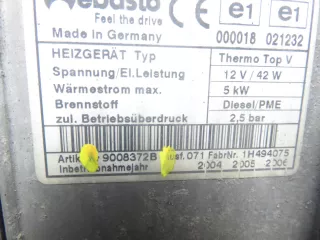 Webasto
Feel the drive
Made in Germany
e1 e1
000018 021232
HEIZGERÄT Typ Thermo Top V
Spannung/El.Leistung 12 V / 42 W
Wärmestrom max. 5 kW
Brennstoff Diesel/PME
zul. Betriebsüberdruck 2,5 bar
9008372B 071 FabrNr. 1H494075
2004 2005 2006